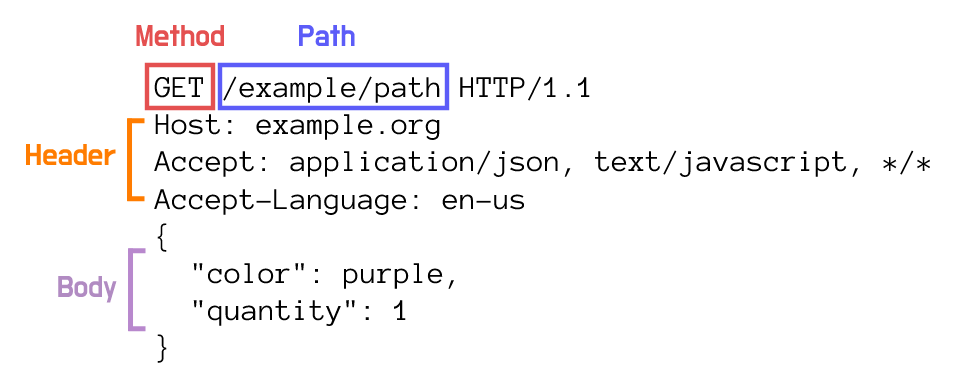 Method Path
GET /example/path HTTP/1.1
Host: example.org
Header
Accept: application/json, text/javascript, */*
Accept-Language: en-us
{
"color": purple,
Body
"quantity": 1
}